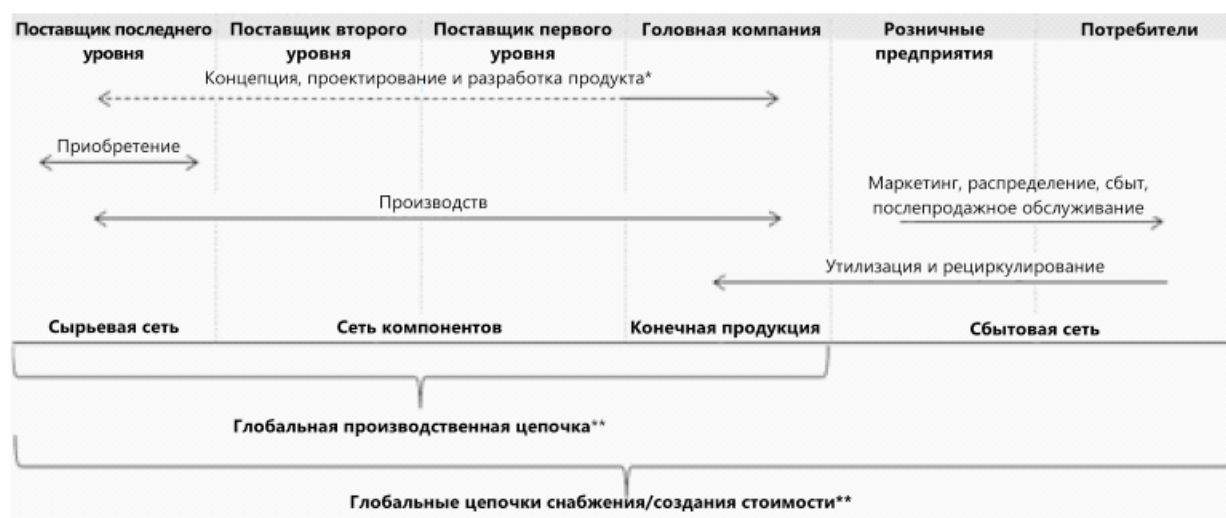 Поставщик последнего уровня
Поставщик второго уровня
Поставщик первого уровня
Головная компания
Розничные предприятия
Потребители
Концепция, проектирование и разработка продукта*
Приобретение
Производств
Маркетинг, распределение, сбыт,
послепродажное обслуживание
Утилизация и рециркулирование
Сырьевая сеть
Сеть компонентов
Конечная продукция
Сбытовая сеть
Глобальная производственная цепочка**
Глобальные цепочки снабжения/создания стоимости**